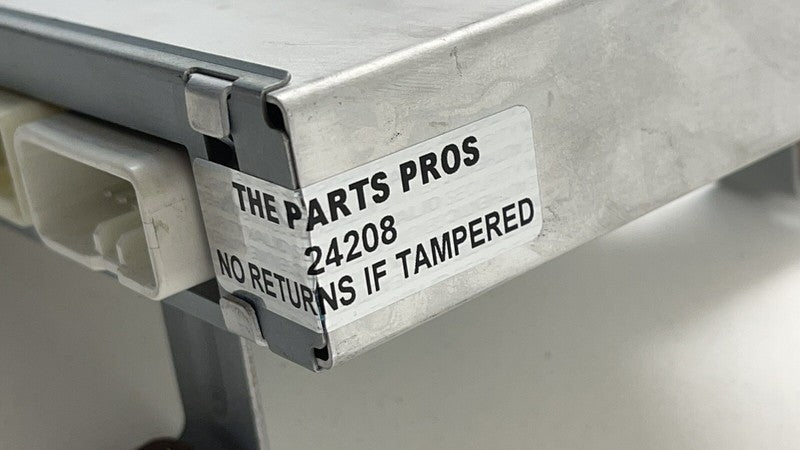 THE PARTS PROS
24208
NO RETURNS IF TAMPERED